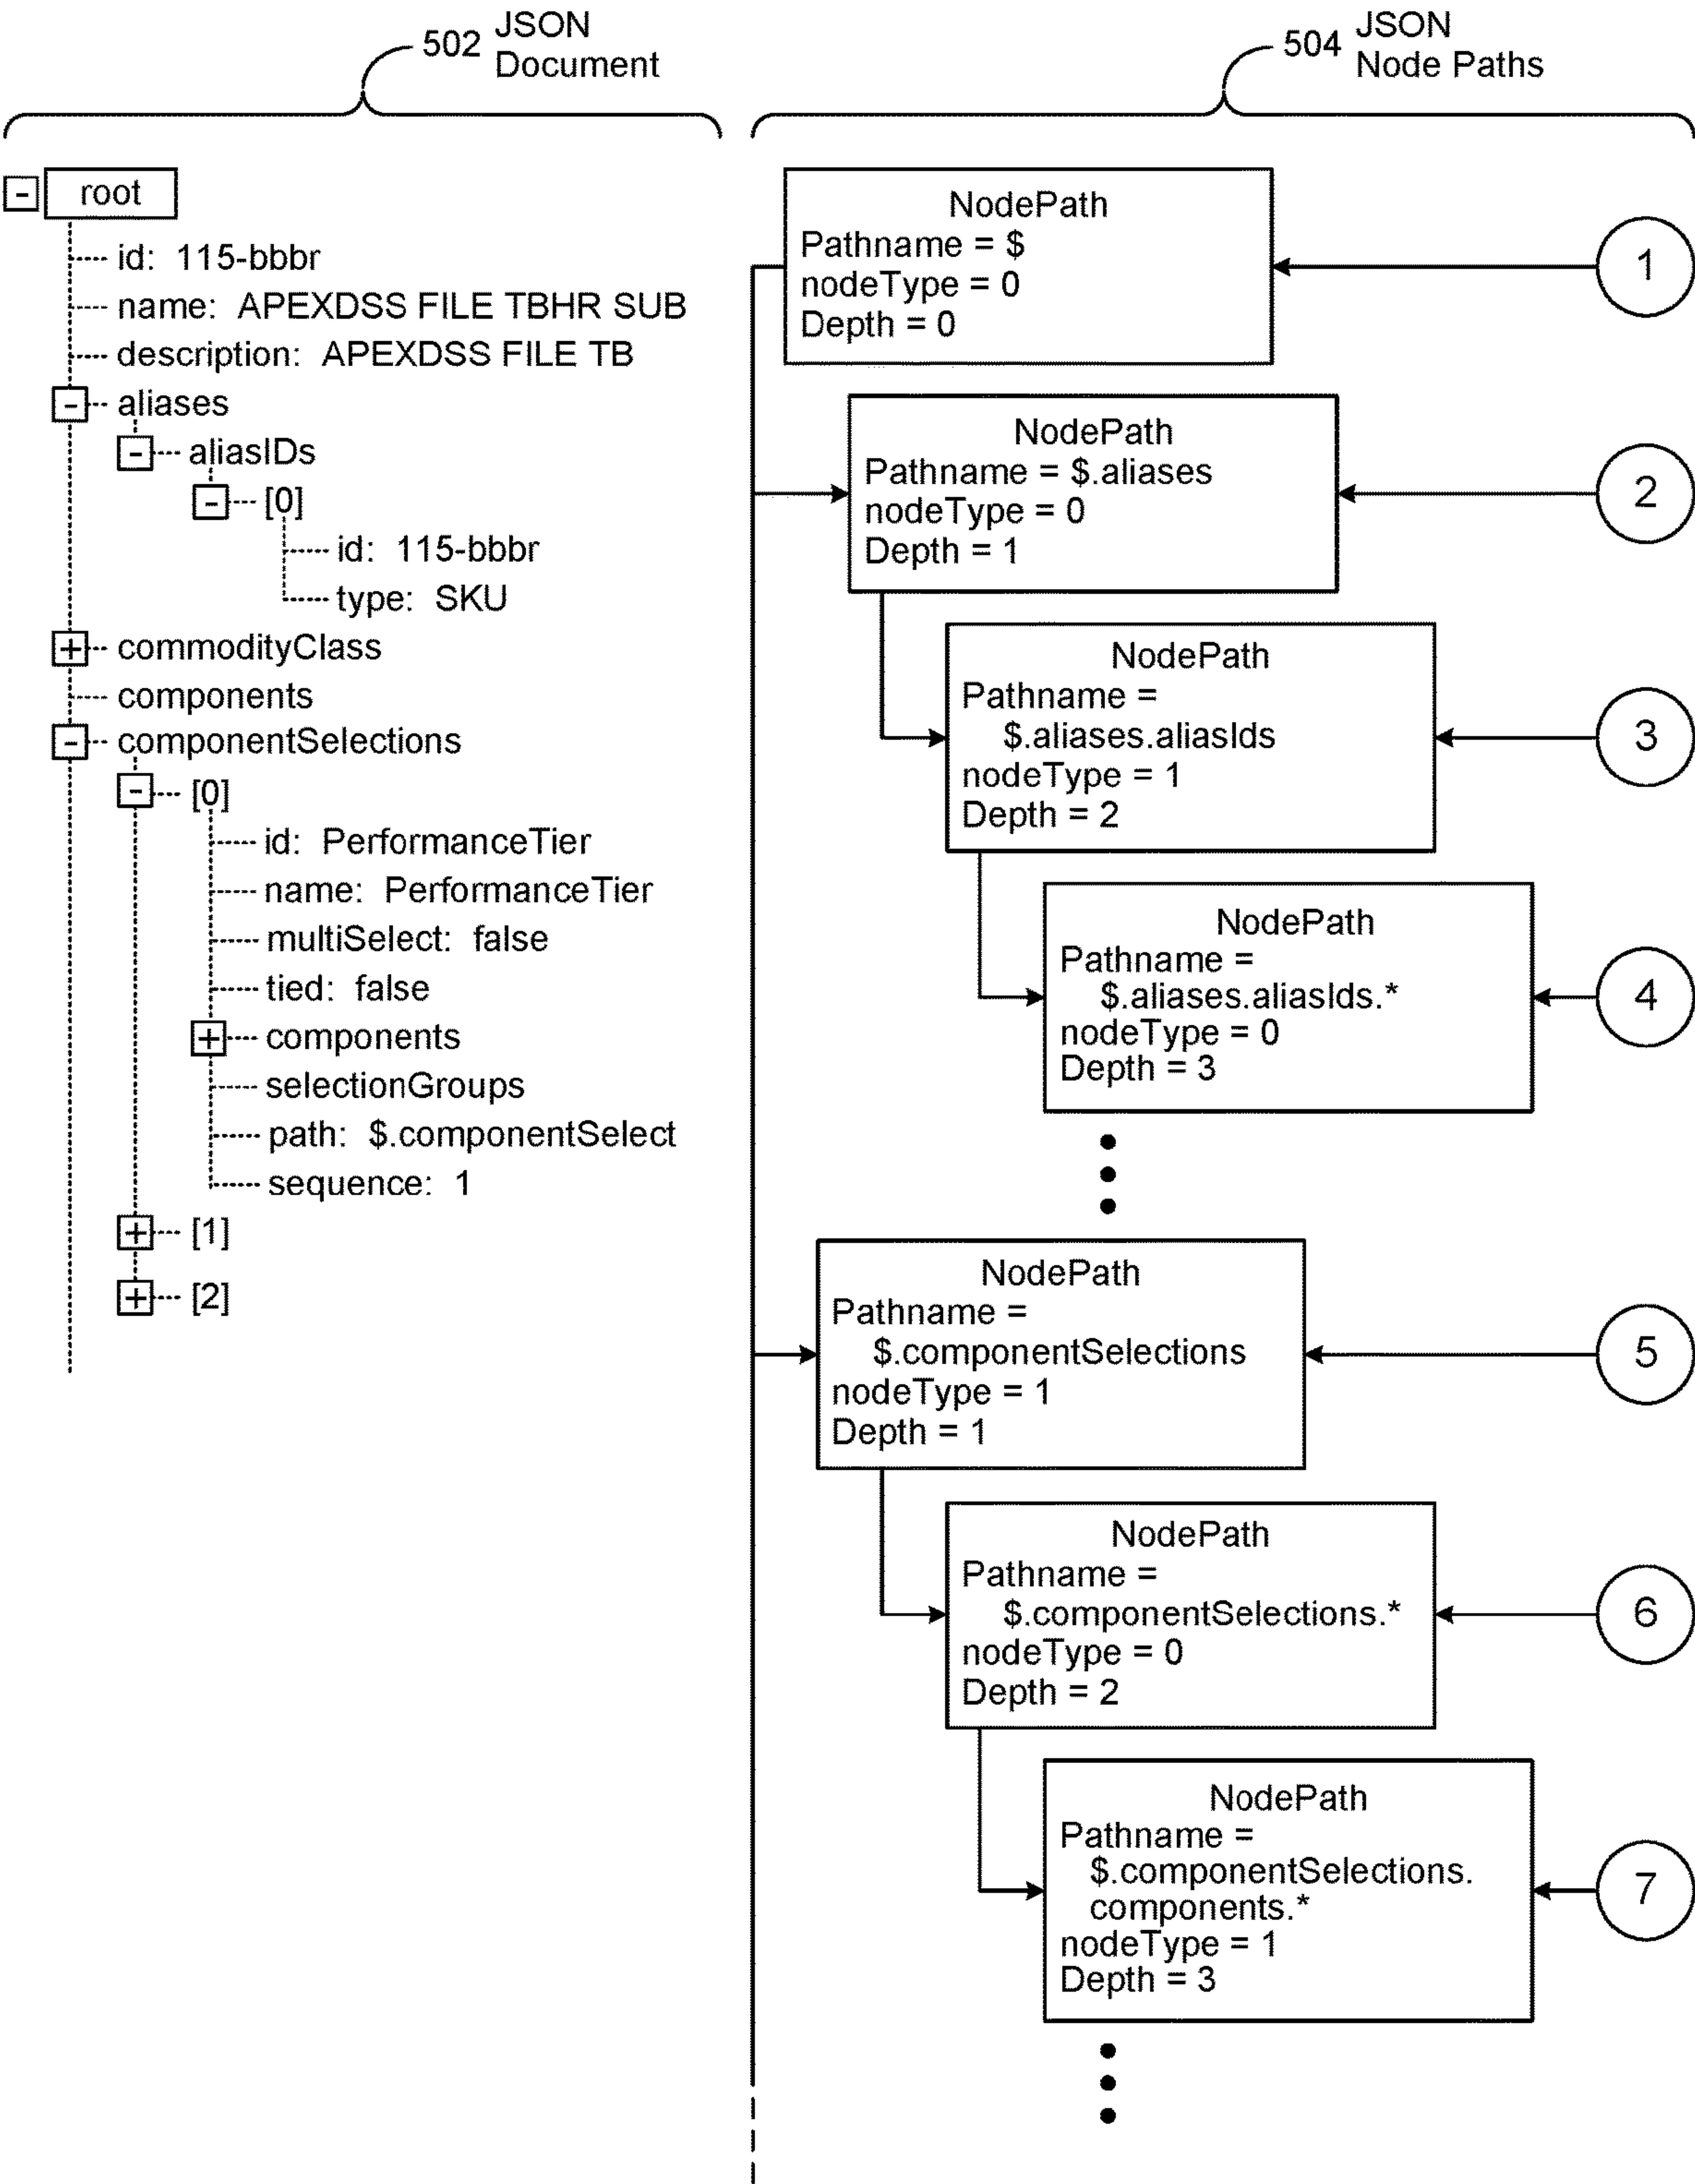 502 JSON
Document
504 JSON
Node Paths
- root
id: 115-bbbr
name: APEXDSS FILE TBHR SUB
description: APEXDSS FILE TB
- aliases
- aliasIDs
- [0]
id: 115-bbbr
type: SKU
+ commodityClass
components
- componentSelections
- [0]
id: PerformanceTier
name: PerformanceTier
multiSelect: false
tied: false
+ components
selectionGroups
path: $.componentSelect
sequence: 1
+ [1]
+ [2]
NodePath
Pathname = $
nodeType = 0
Depth = 0
1
NodePath
Pathname = $.aliases
nodeType = 0
Depth = 1
2
NodePath
Pathname =
$.aliases.aliasIds
nodeType = 1
Depth = 2
3
NodePath
Pathname =
$.aliases.aliasIds.*
nodeType = 0
Depth = 3
4
NodePath
Pathname =
$.componentSelections
nodeType = 1
Depth = 1
5
NodePath
Pathname =
$.componentSelections.*
nodeType = 0
Depth = 2
6
NodePath
Pathname =
$.componentSelections.
components.*
nodeType = 1
Depth = 3
7